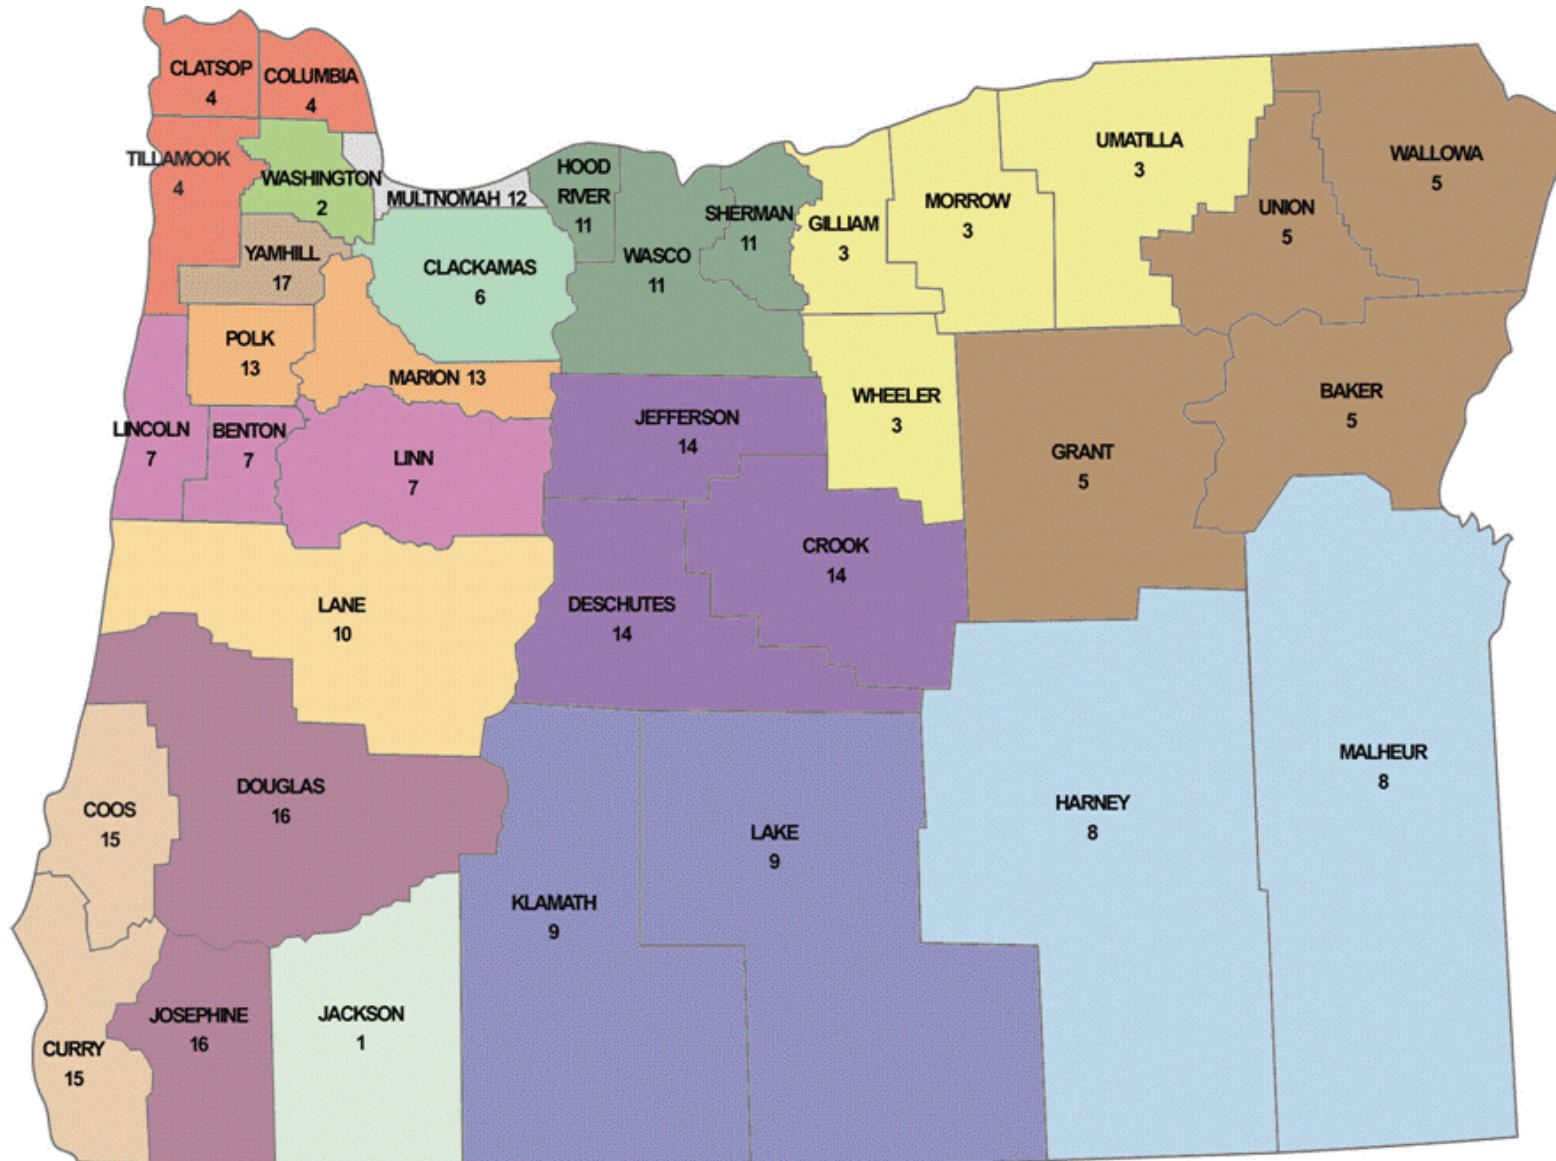 CLATSOP
4
COLUMBIA
4
TILLAMOOK
4
WASHINGTON
2
MULTNOMAH 12
HOOD
RIVER
11
SHERMAN
11
WASCO
11
GILLIAM
3
MORROW
3
UMATILLA
3
UNION
5
WALLOWA
5
YAMHILL
17
CLACKAMAS
6
POLK
13
MARION 13
WHEELER
3
BAKER
5
LINCOLN
7
BENTON
7
LINN
7
JEFFERSON
14
GRANT
5
CROOK
14
LANE
10
DESCHUTES
14
MALHEUR
8
HARNEY
8
DOUGLAS
16
COOS
15
LAKE
9
KLAMATH
9
JACKSON
1
JOSEPHINE
16
CURRY
15